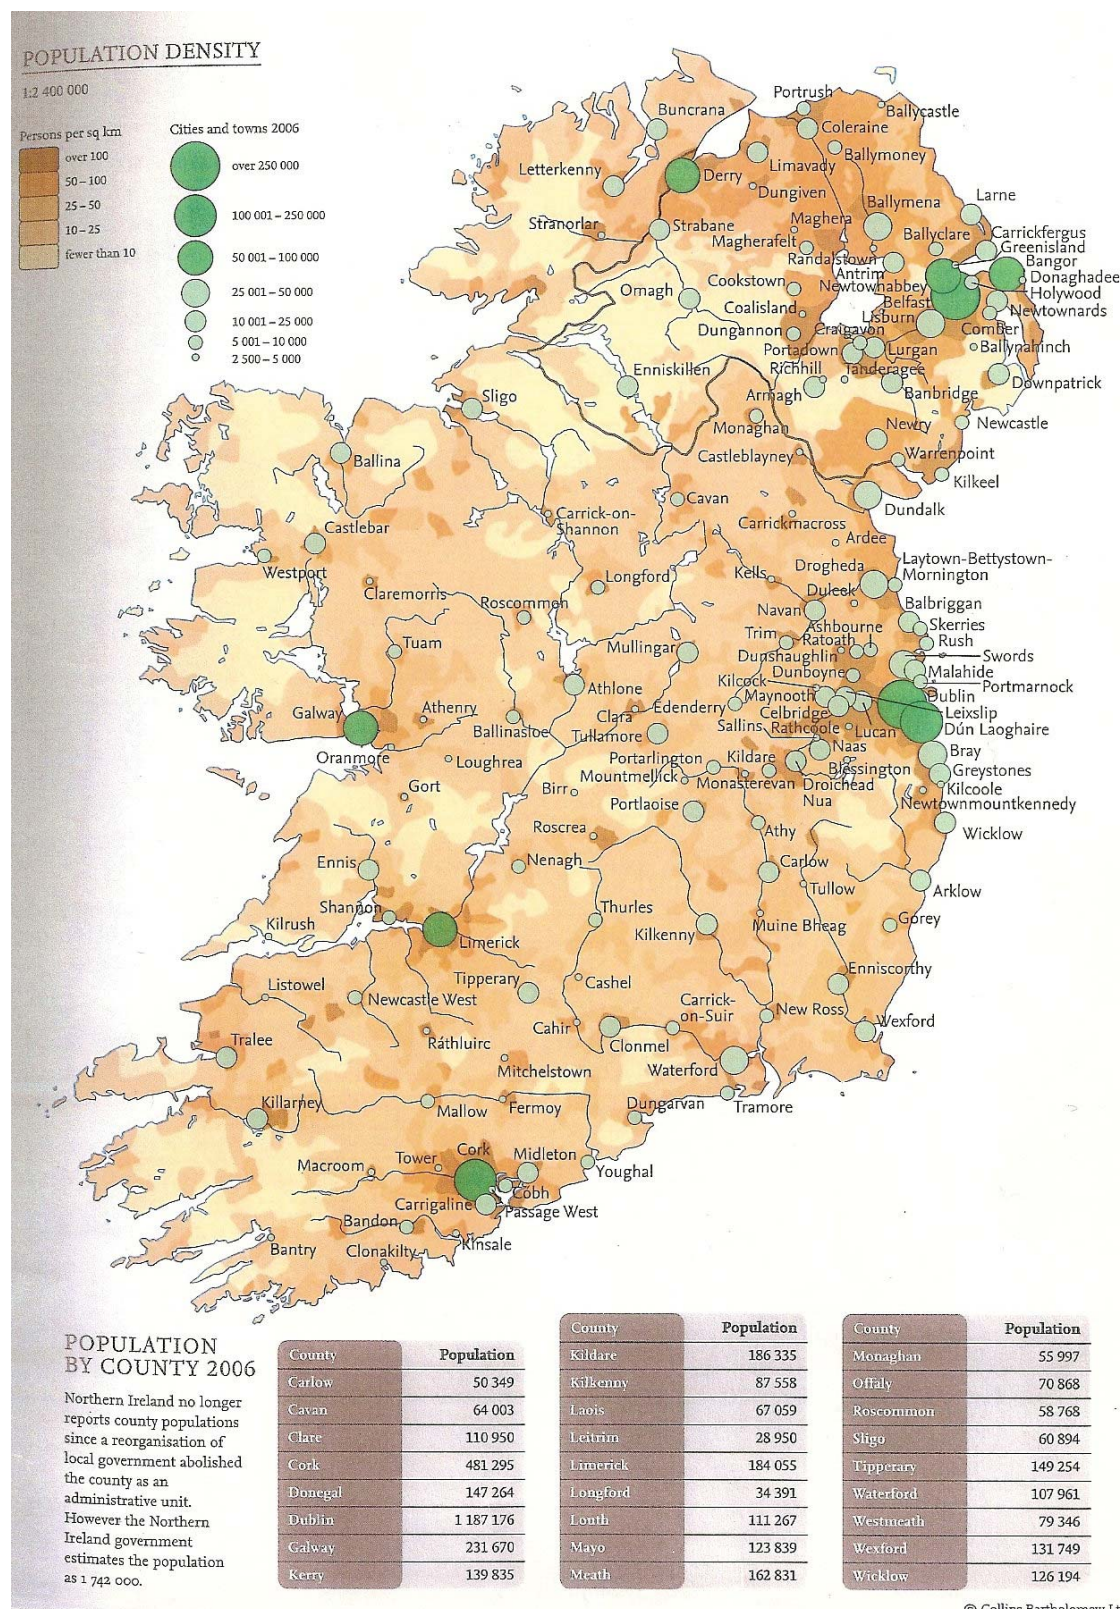 POPULATION DENSITY
1:2 400 000
Persons per sq km
over 100
50 – 100
25 – 50
10 – 25
fewer than 10
Cities and towns 2006
over 250 000
100 001 – 250 000
50 001 – 100 000
25 001 – 50 000
10 001 – 25 000
5 001 – 10 000
2 500 – 5 000
Portrush
Ballycastle
Buncrana
Coleraine
Ballymoney
Limavady
Letterkenny
Derry
Dungiven
Larne
Ballymena
Stranorlar
Strabane
Maghera
Magherafelt
Ballyclare
Carrickfergus
Greenisland
Randalstown
Bangor
Antrim
Donaghadee
Newtownabbey
Holywood
Cookstown
Omagh
Belfast
Newtownards
Coalisland
Lisburn
Dungannon
Craigavon
Comber
Portadown
Lurgan
Ballynahinch
Richhill
Tanderagee
Enniskillen
Downpatrick
Armagh
Banbridge
Sligo
Monaghan
Newry
Newcastle
Castleblayney
Warrenpoint
Ballina
Kilkeel
Cavan
Dundalk
Carrick-on-
Shannon
Carrickmacross
Castlebar
Ardee
Laytown-Bettystown-
Mornington
Westport
Drogheda
Longford
Kells
Claremorris
Duleek
Roscommon
Navan
Balbriggan
Ashbourne
Skerries
Tuam
Trim
Ratoath
Rush
Mullingar
Dunshaughlin
Swords
Dunboyne
Malahide
Kilcock
Portmarnock
Athlone
Maynooth
Dublin
Galway
Athenry
Clara
Edenderry
Celbridge
Leixslip
Ballinasloe
Tullamore
Sallins
Rathcoole
Lucan
Dún Laoghaire
Oranmore
Loughrea
Portarlington
Kildare
Naas
Bray
Mountmellick
Monasterevan
Blessington
Greystones
Gort
Birr
Droichead
Nua
Kilcoole
Portlaoise
Newtownmountkennedy
Roscrea
Athy
Wicklow
Ennis
Nenagh
Carlow
Tullow
Arklow
Shannon
Thurles
Kilrush
Limerick
Kilkenny
Muine Bheag
Gorey
Listowel
Newcastle West
Tipperary
Cashel
Enniscorthy
Carrick-
on-Suir
New Ross
Tralee
Ráthluirc
Cahir
Clonmel
Wexford
Mitchelstown
Waterford
Killarney
Mallow
Fermoy
Dungarvan
Tramore
Cork
Macroom
Tower
Midleton
Youghal
Cobh
Carrigaline
Passage West
Bandon
Bantry
Clonakilty
Kinsale
POPULATION
BY COUNTY 2006
Northern Ireland no longer
reports county populations
since a reorganisation of
local government abolished
the county as an
administrative unit.
However the Northern
Ireland government
estimates the population
as 1 742 000.
County Population
Carlow 50 349
Cavan 64 003
Clare 110 950
Cork 481 295
Donegal 147 264
Dublin 1 187 176
Galway 231 670
Kerry 139 835
County Population
Kildare 186 335
Kilkenny 87 558
Laois 67 059
Leitrim 28 950
Limerick 184 055
Longford 34 391
Louth 111 267
Mayo 123 839
Meath 162 831
County Population
Monaghan 55 997
Offaly 70 868
Roscommon 58 768
Sligo 60 894
Tipperary 149 254
Waterford 107 961
Westmeath 79 346
Wexford 131 749
Wicklow 126 194
© Collins Bartholomew